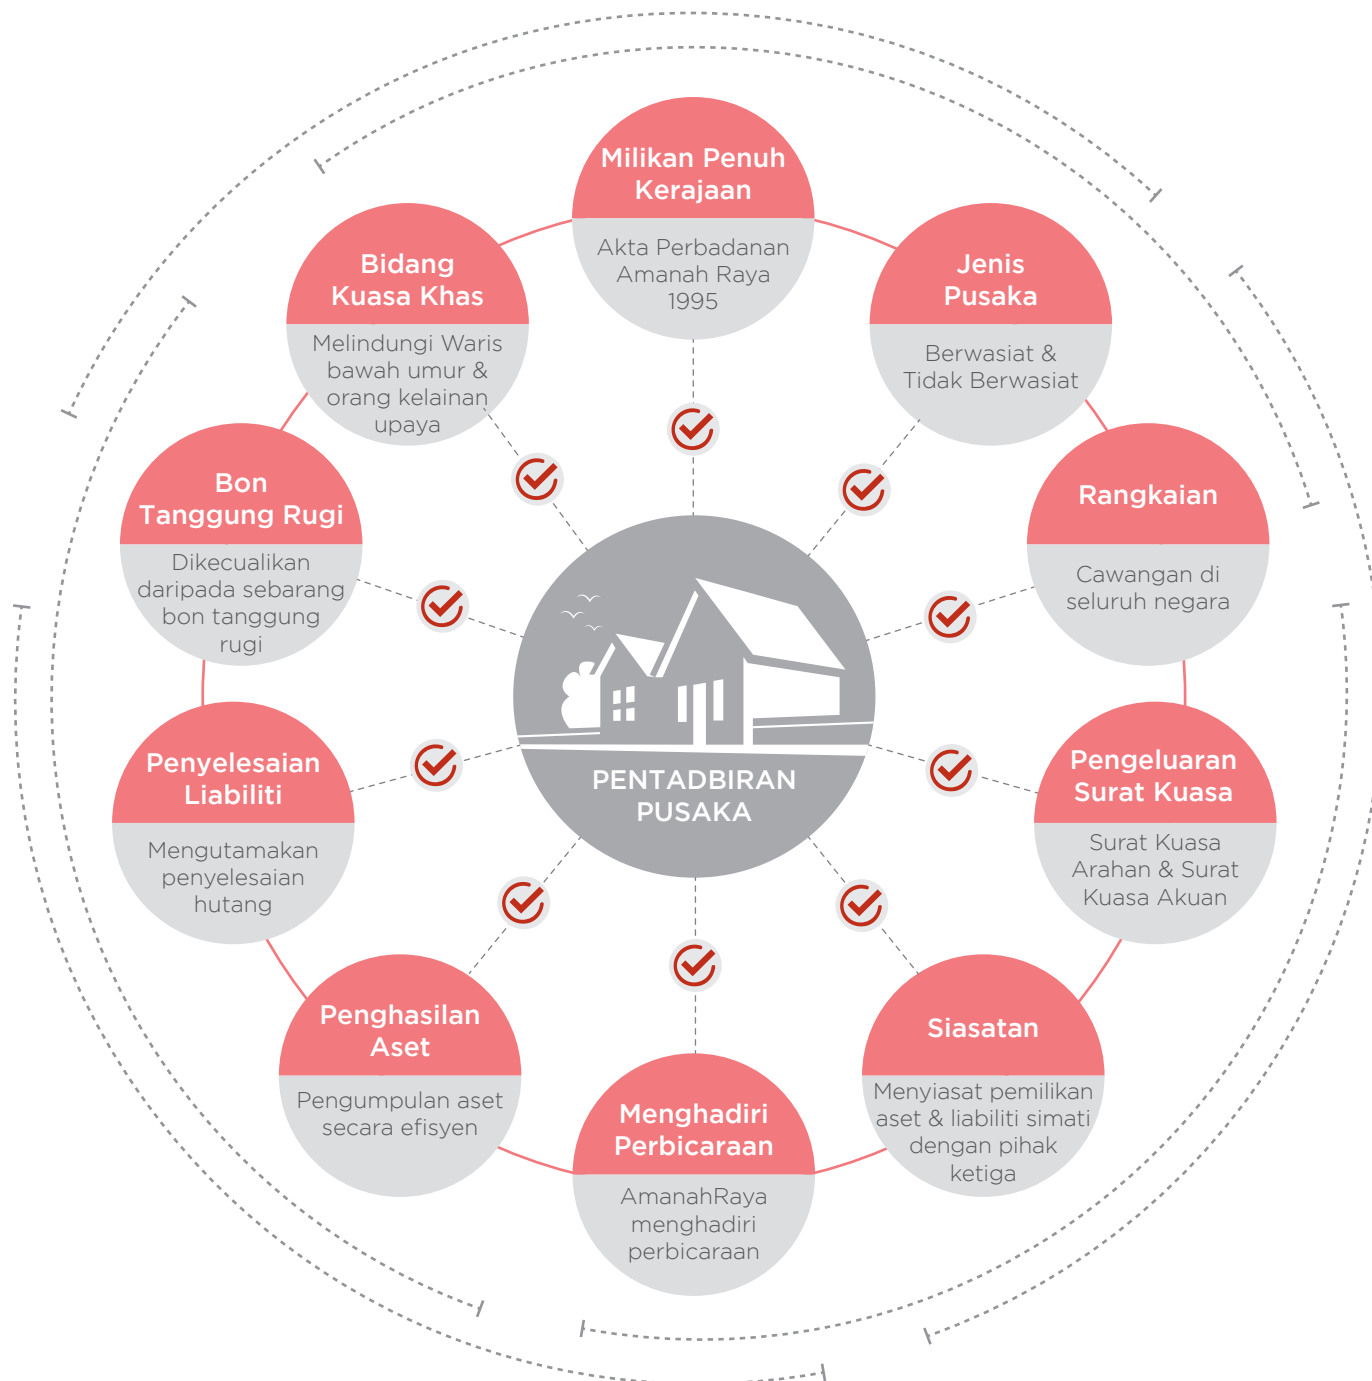 Milikan Penuh
Kerajaan
Akta Perbadanan
Amanah Raya
1995
Jenis
Pusaka
Berwasiat &
Tidak Berwasiat
Rangkaian
Cawangan di
seluruh negara
Pengeluaran
Surat Kuasa
Surat Kuasa
Arahan & Surat
Kuasa Akuan
Siasatan
Menyiasat pemilikan
aset & liabiliti simati
dengan pihak
ketiga
Menghadiri
Perbicaraan
AmanahRaya
menghadiri
perbicaraan
Penghasilan
Aset
Pengumpulan aset
secara efisyen
Penyelesaian
Liabiliti
Mengutamakan
penyelesaian
hutang
Bon
Tanggung Rugi
Dikecualikan
daripada sebarang
bon tanggung
rugi
Bidang
Kuasa Khas
Melindungi Waris
bawah umur &
orang kelainan
upaya
PENTADBIRAN
PUSAKA